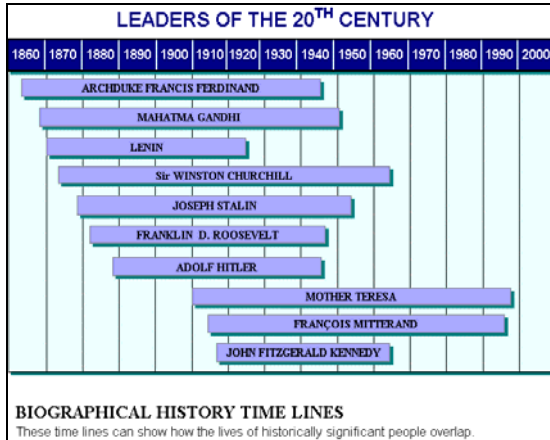 LEADERS OF THE 20TH CENTURY
1860 1870 1880 1890 1900 1910 1920 1930 1940 1950 1960 1970 1980 1990 2000
ARCHDUKE FRANCIS FERDINAND
MAHATMA GANDHI
LENIN
Sir WINSTON CHURCHILL
JOSEPH STALIN
FRANKLIN D. ROOSEVELT
ADOLF HITLER
MOTHER TERESA
FRANÇOIS MITTERAND
JOHN FITZGERALD KENNEDY
BIOGRAPHICAL HISTORY TIME LINES
These time lines can show how the lives of historically significant people overlap.